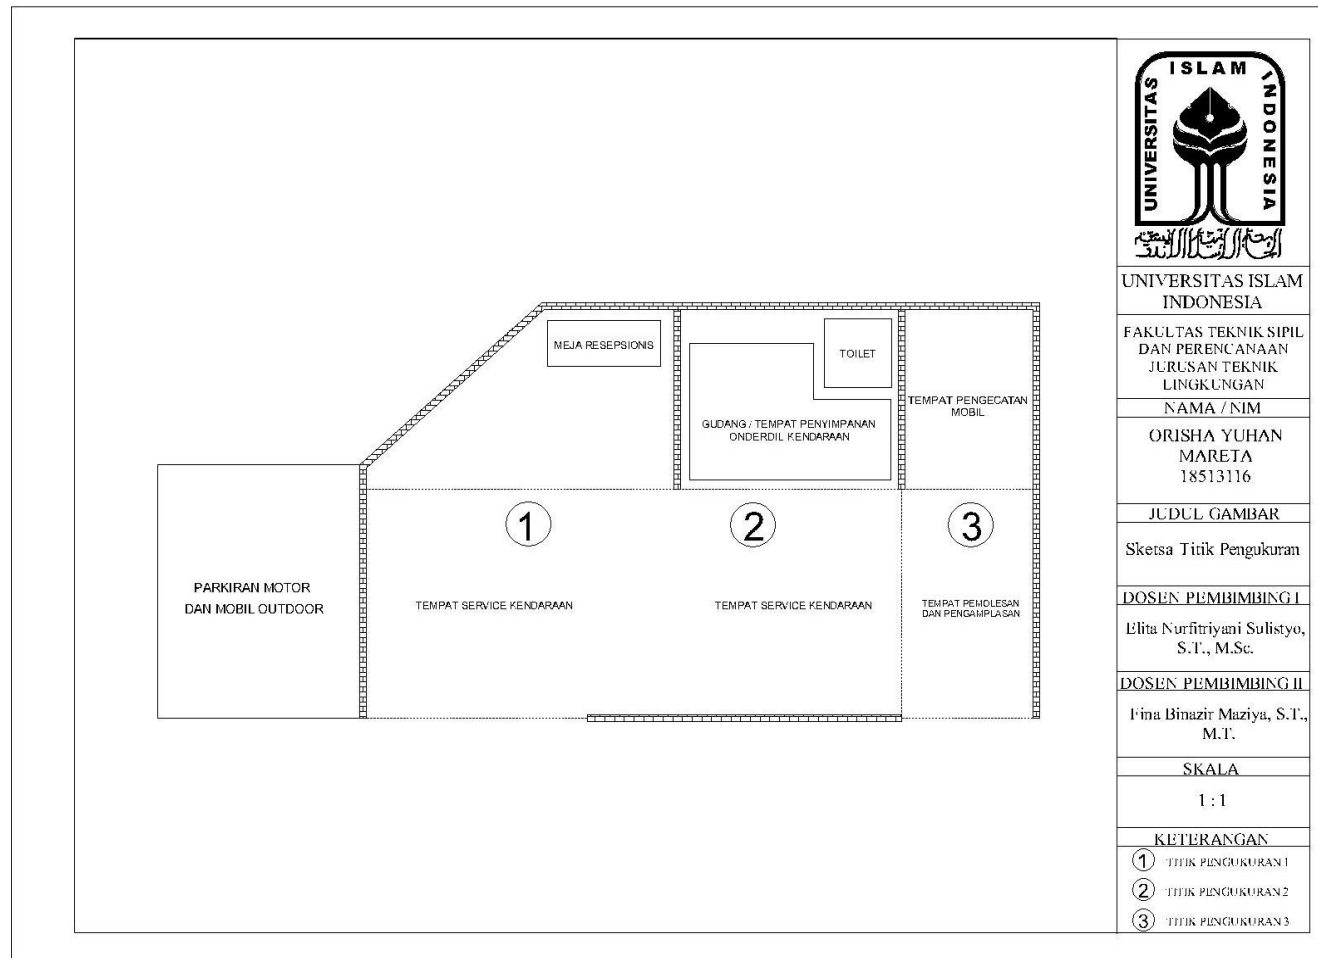 MEJA RESEPSIONIS
TOILET
TEMPAT PENGECATAN
MOBIL
GUDANG / TEMPAT PENYIMPANAN
ONDERDIL KENDARAAN
1
2
3
PARKIRAN MOTOR
DAN MOBIL OUTDOOR
TEMPAT SERVICE KENDARAAN
TEMPAT SERVICE KENDARAAN
TEMPAT PEMOLESAN
DAN PENGAMPLASAN
UNIVERSITAS ISLAM INDONESIA
UNIVERSITAS ISLAM
INDONESIA
FAKULTAS TEKNIK SIPIL
DAN PERENCANAAN
JURUSAN TEKNIK
LINGKUNGAN
NAMA / NIM
ORISHA YUHAN
MARETA
18513116
JUDUL GAMBAR
Sketsa Titik Pengukuran
DOSEN PEMBIMBING I
Elita Nurfitriyani Sulistyo,
S.T., M.Sc.
DOSEN PEMBIMBING II
Fina Binazir Maziya, S.T.,
M.T.
SKALA
1 : 1
KETERANGAN
1 TITIK PENGUKURAN 1
2 TITIK PENGUKURAN 2
3 TITIK PENGUKURAN 3